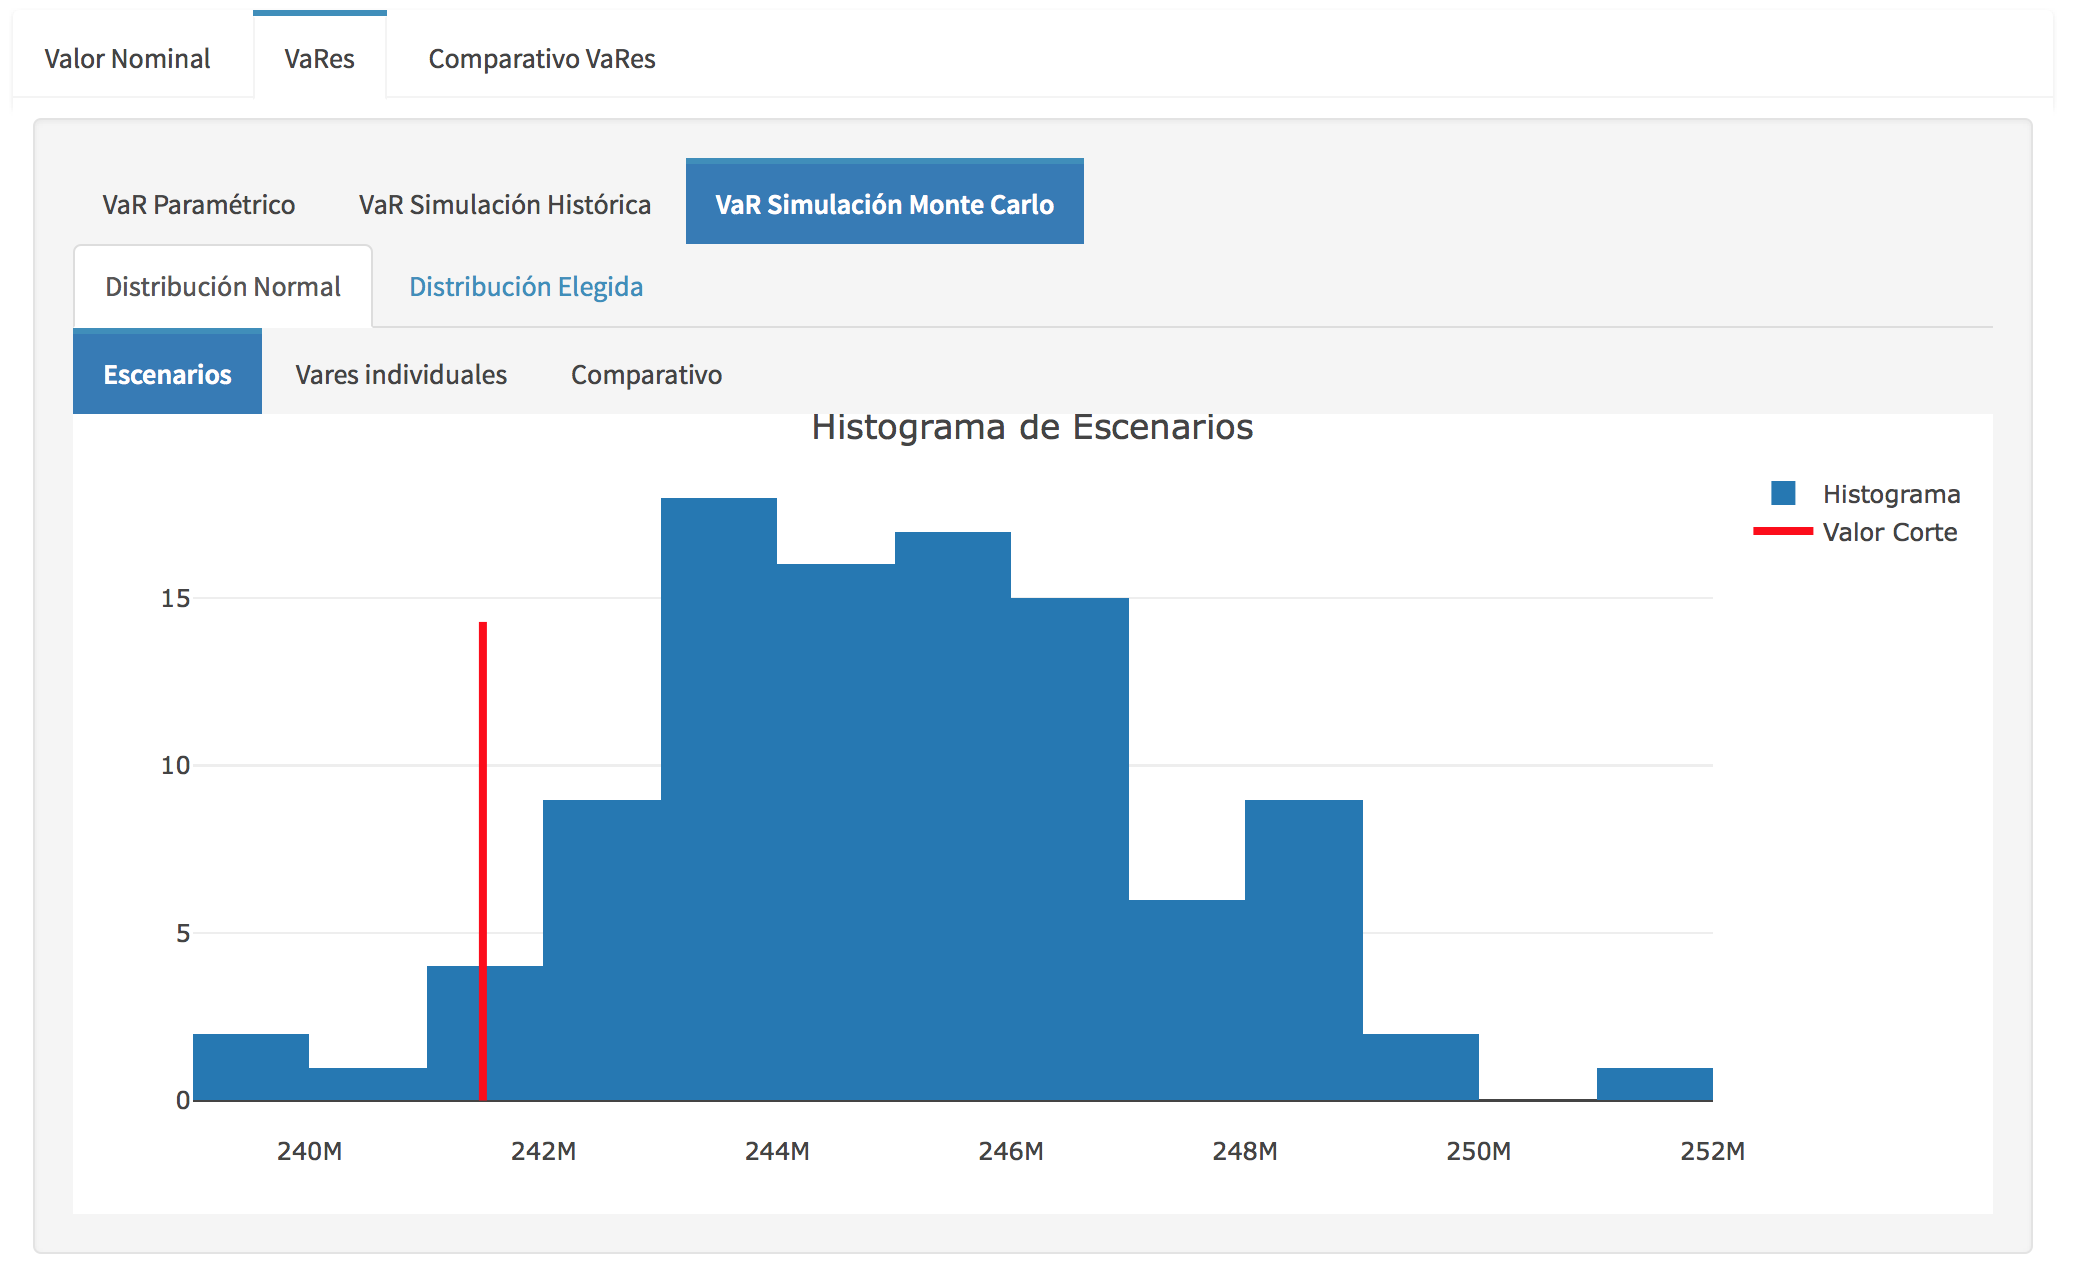 Valor Nominal VaRes Comparativo VaRes
VaR Paramétrico VaR Simulación Histórica VaR Simulación Monte Carlo
Distribución Normal Distribución Elegida
Escenarios Vares individuales Comparativo
Histograma de Escenarios
Histograma
Valor Corte
15
10
5
0
240M 242M 244M 246M 248M 250M 252M